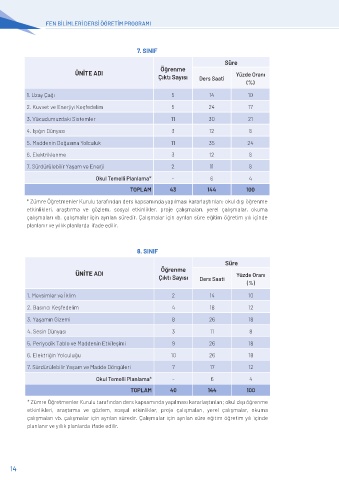 FEN BİLİMLERİ DERSİ ÖĞRETİM PROGRAMI
7. SINIF
ÜNİTE ADI Öğrenme Çıktı Sayısı Süre
Ders Saati Yüzde Oranı (%)
1. Uzay Çağı 5 14 10
2. Kuvvet ve Enerjiyi Keşfedelim 5 24 17
3. Vücudumuzdaki Sistemler 11 30 21
4. Işığın Dünyası 3 12 8
5. Maddenin Doğasına Yolculuk 11 35 24
6. Elektriklenme 3 12 8
7. Sürdürülebilir Yaşam ve Enerji 2 8
Okul Temelli Planlama* - 6 4
TOPLAM 43 144 100
* Zümre Öğretmenler Kurulu tarafından ders kapsamında yapılması kararlaştırılan; okul dışı öğrenme
etkinlikleri, araştırma ve gözlem, sosyal etkinlikler, proje çalışmaları, yerel çalışmalar, okuma
çalışmaları vb. çalışmalar için ayrılan süredir. Çalışmalar için ayrılan süre eğitim öğretim yılı içinde
planlanır ve yıllık planlarda ifade edilir.
8. SINIF
ÜNİTE ADI Öğrenme Çıktı Sayısı Süre
Ders Saati Yüzde Oranı (%)
1. Mevsimler ve İklim 2 14 10
2. Basıncı Keşfedelim 4 18 12
3. Yaşamın Gizemi 26 18
4. Sesin Dünyası 3 11 8
5. Periyodik Tablo ve Maddenin Etkileşimi 9 26 18
6. Elektriğin Yolculuğu 10 26 18
7. Sürdürülebilir Yaşam ve Madde Döngüleri 7 17 12
Okul Temelli Planlama* - 6 4
TOPLAM 40 144 100
* Zümre Öğretmenler Kurulu tarafından ders kapsamında yapılması kararlaştırılan; okul dışı öğrenme
etkinlikleri, araştırma ve gözlem, sosyal etkinlikler, proje çalışmaları, yerel çalışmalar, okuma
çalışmaları vb. çalışmalar için ayrılan süredir. Çalışmalar için ayrılan süre eğitim öğretim yılı içinde
planlanır ve yıllık planlarda ifade edilir.
14